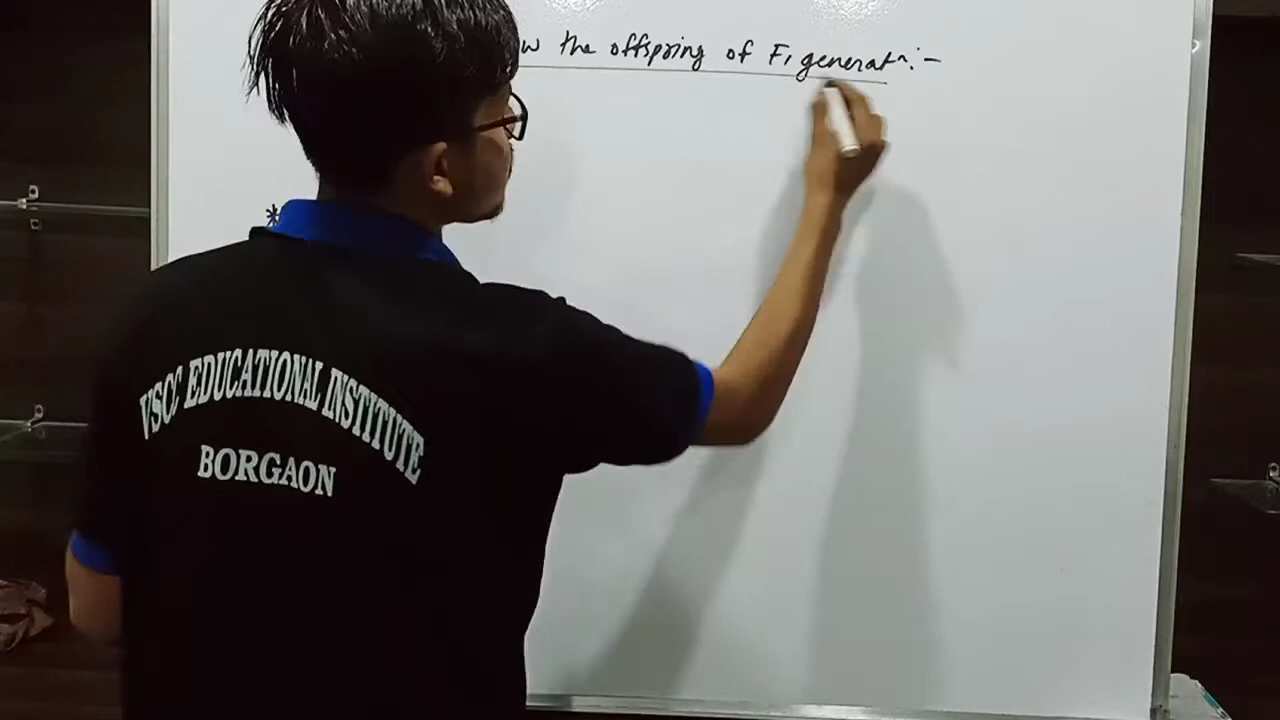 w the offspring of F₁ generatⁿ:-
*
VSCC EDUCATIONAL INSTITUTE
BORGAON